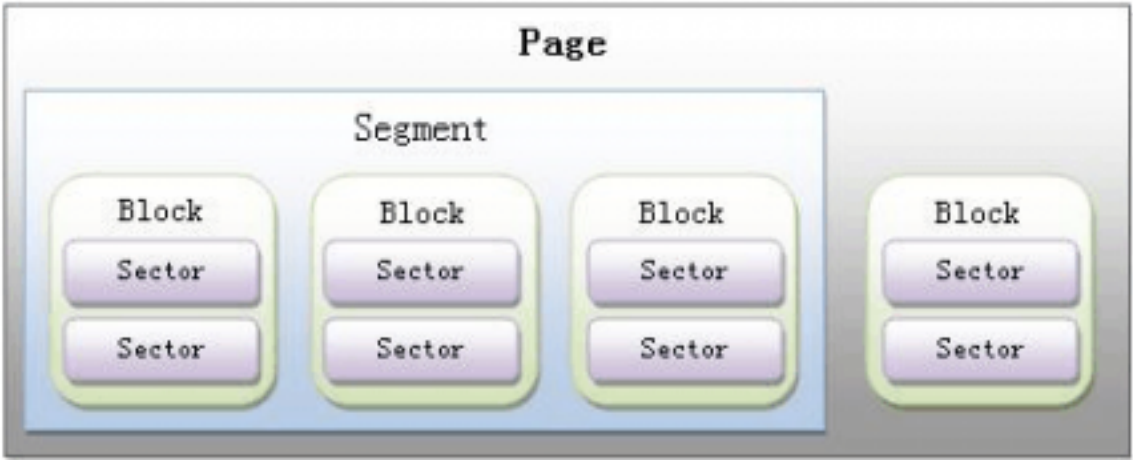 Page
Segment
Block Block Block Block
Sector Sector Sector Sector
Sector Sector Sector Sector